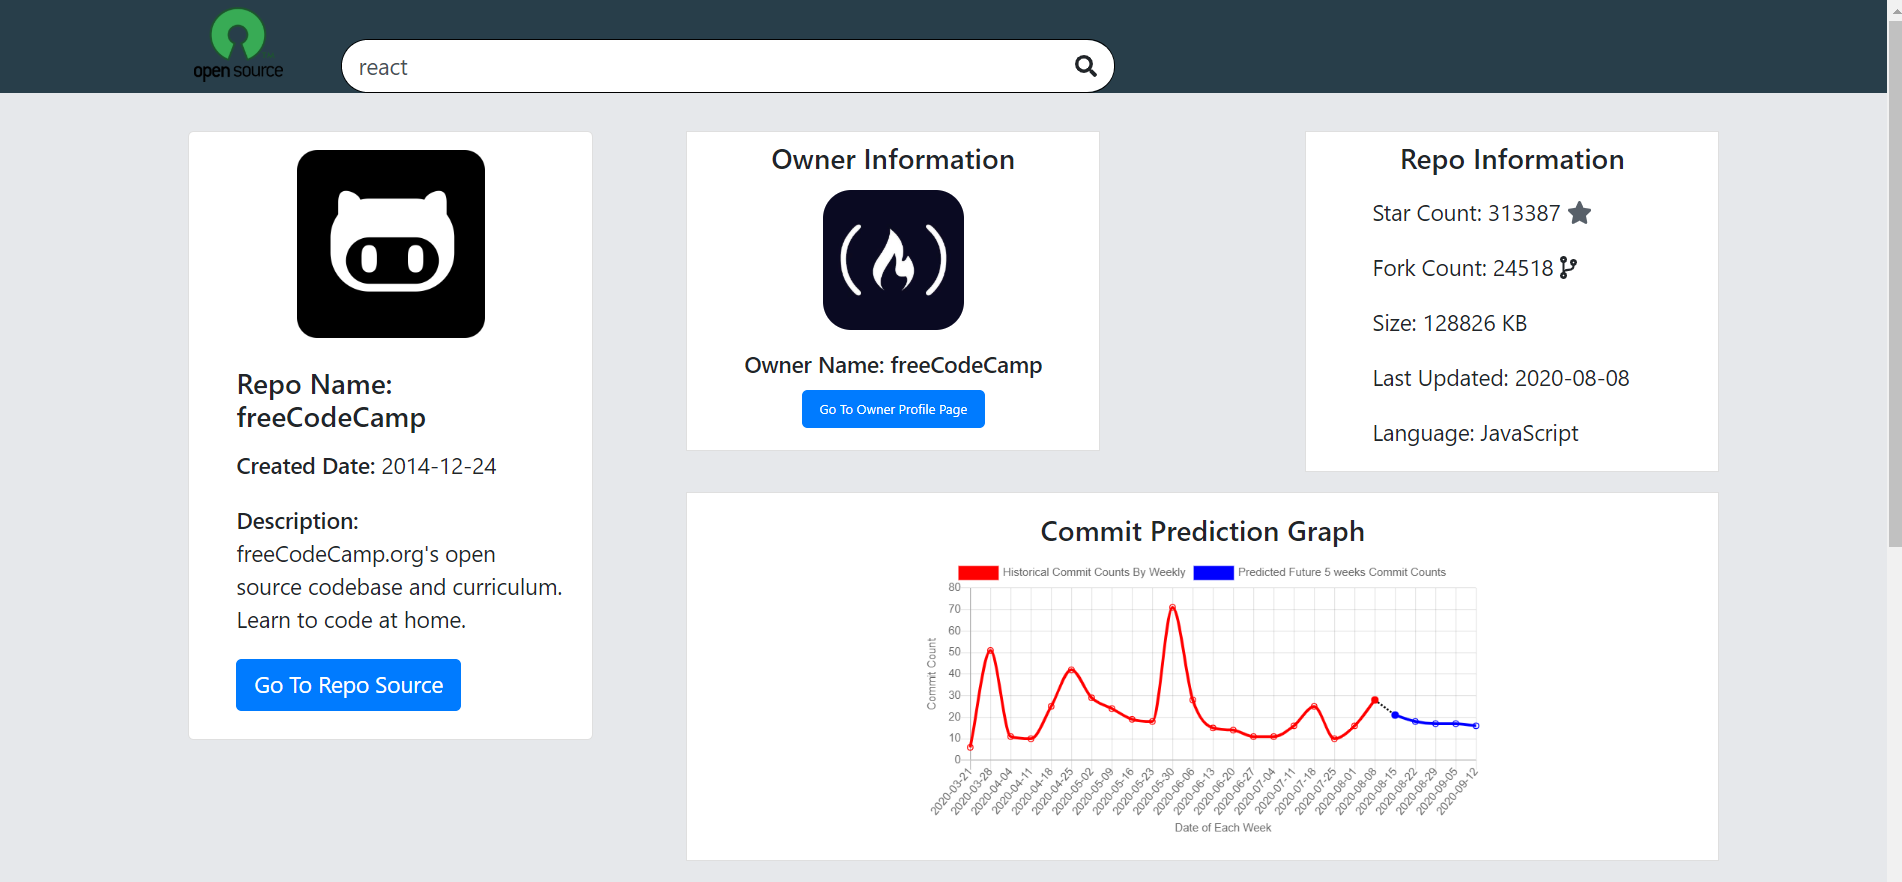 open source
react
Repo Name:
freeCodeCamp
Created Date: 2014-12-24
Description:
freeCodeCamp.org's open
source codebase and curriculum.
Learn to code at home.
Go To Repo Source
Owner Information
Owner Name: freeCodeCamp
Go To Owner Profile Page
Repo Information
Star Count: 313387
Fork Count: 24518
Size: 128826 KB
Last Updated: 2020-08-08
Language: JavaScript
Commit Prediction Graph
Historical Commit Counts By Weekly
Predicted Future 5 weeks Commit Counts
Commit Count
80
70
60
50
40
30
20
10
0
2020-03-21
2020-03-28
2020-04-04
2020-04-11
2020-04-18
2020-04-25
2020-05-02
2020-05-09
2020-05-16
2020-05-23
2020-05-30
2020-06-06
2020-06-13
2020-06-20
2020-06-27
2020-07-04
2020-07-11
2020-07-18
2020-07-25
2020-08-01
2020-08-08
2020-08-15
2020-08-22
2020-08-29
2020-09-05
2020-09-12
Date of Each Week